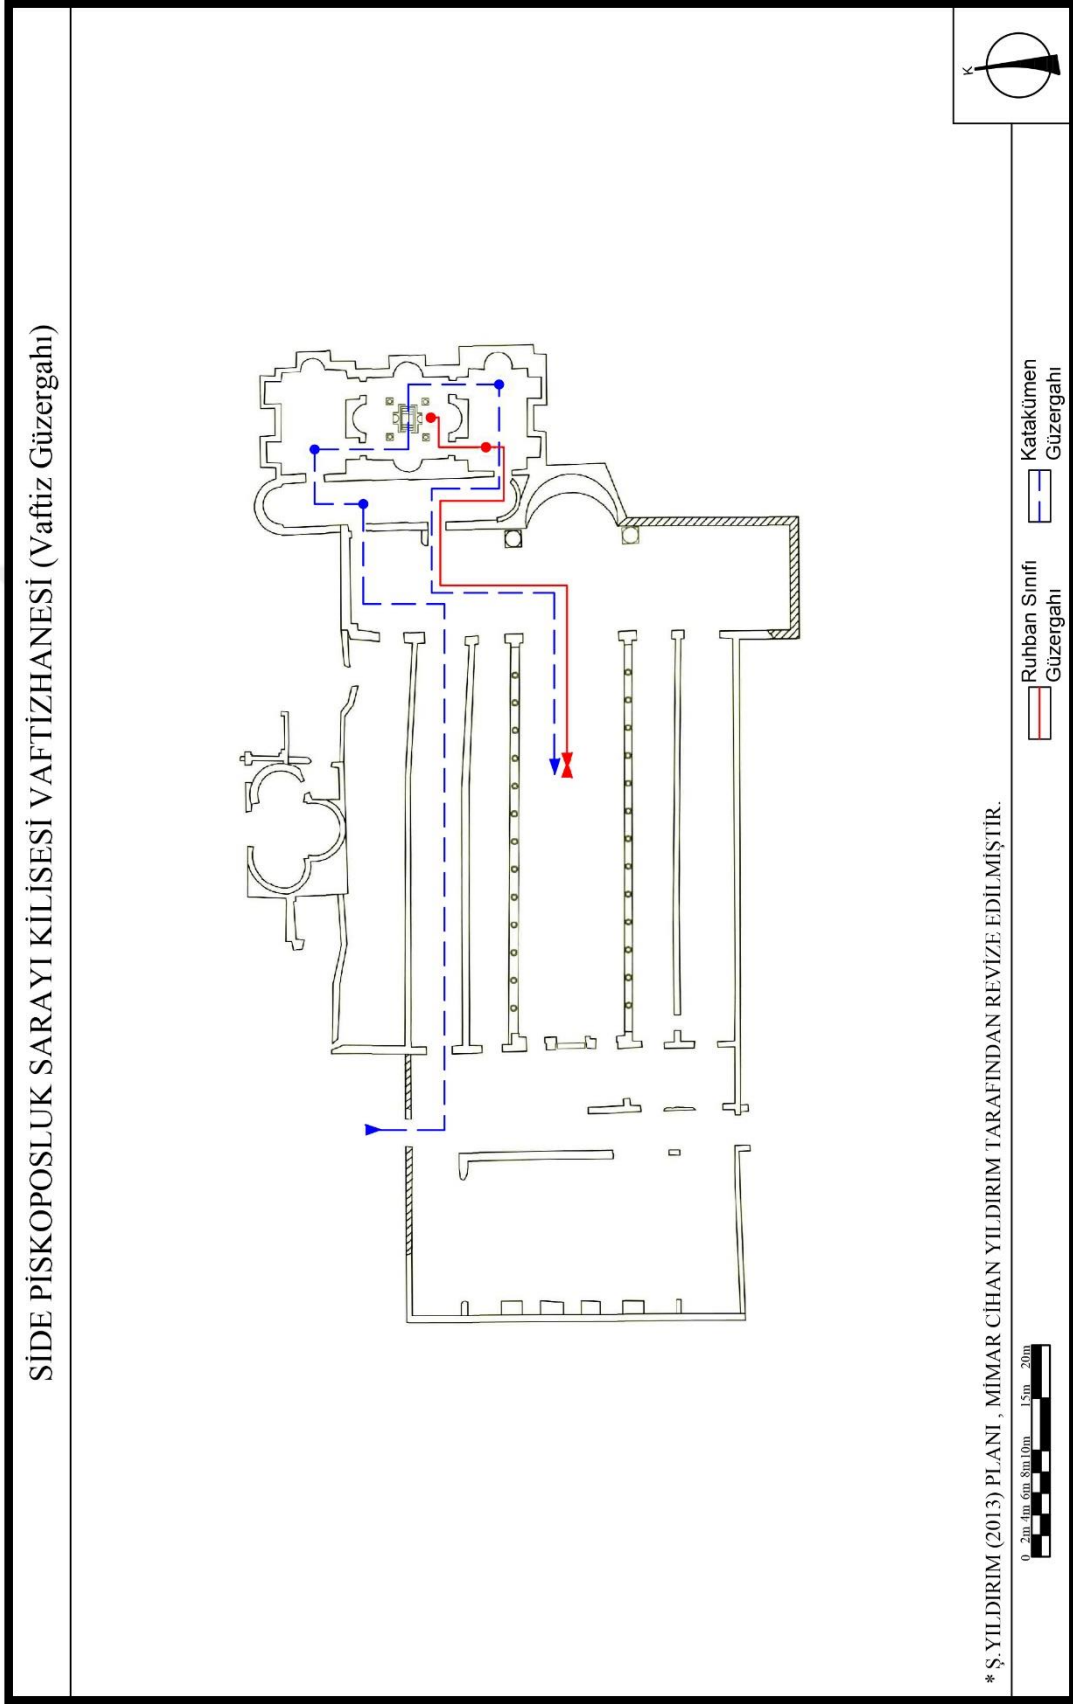 SİDE PİSKOPOSLUK SARAYI KİLİSESİ VAFTİZHANESİ (Vaftiz Güzergahı)
K
* Ş.YILDIRIM (2013) PLANI , MİMAR CİHAN YILDIRIM TARAFINDAN REVİZE EDİLMİŞTİR.
0 2m 4m 6m 8m 10m 15m 20m
Ruhban Sınıfı
Güzergahı
Katakümen
Güzergahı